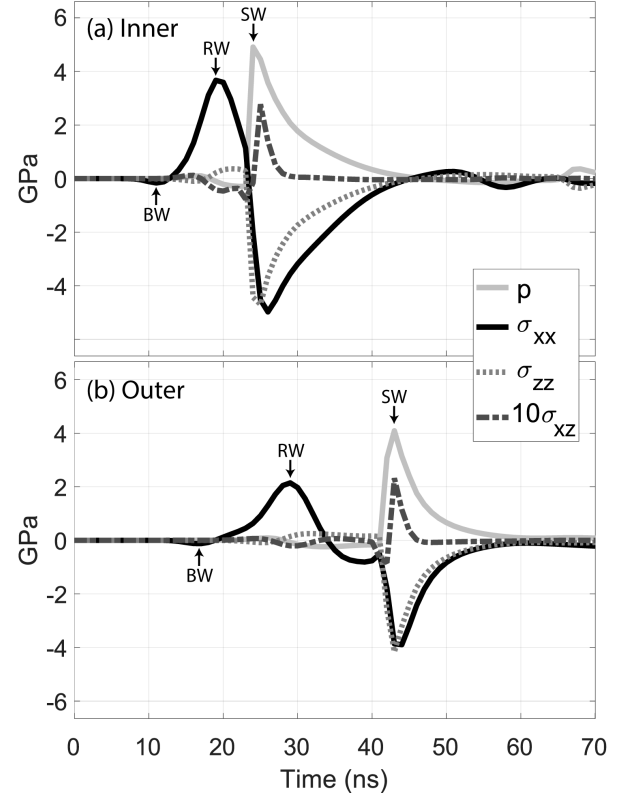 (a) Inner
SW
RW
BW
6
4
2
0
-2
-4
GPa
p
σxx
σzz
10σxz
(b) Outer
SW
RW
BW
6
4
2
0
-2
-4
-6
GPa
0 10 20 30 40 50 60 70
Time (ns)